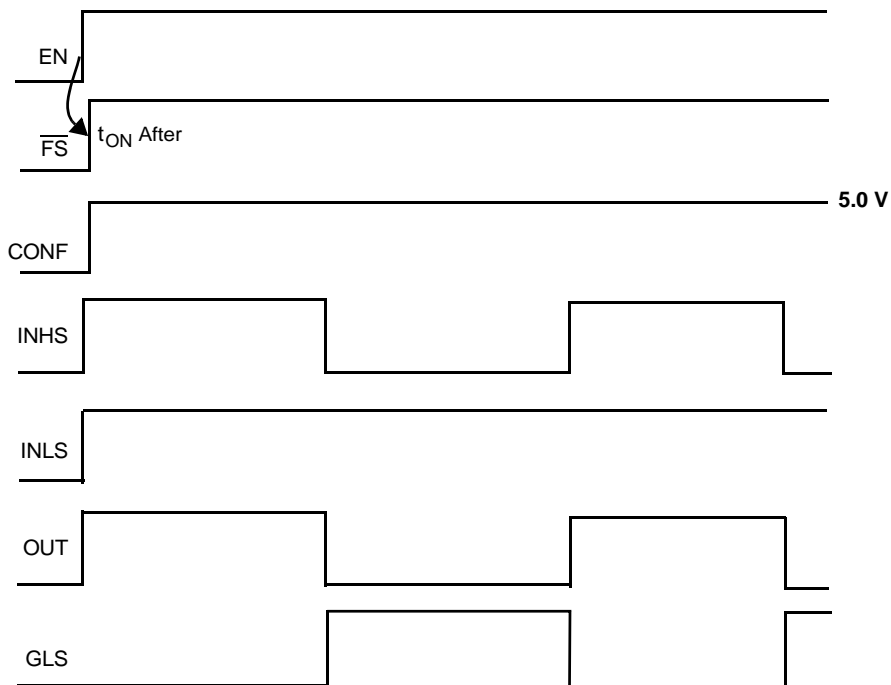 EN
FS
tON After
CONF
5.0 V
INHS
INLS
OUT
GLS